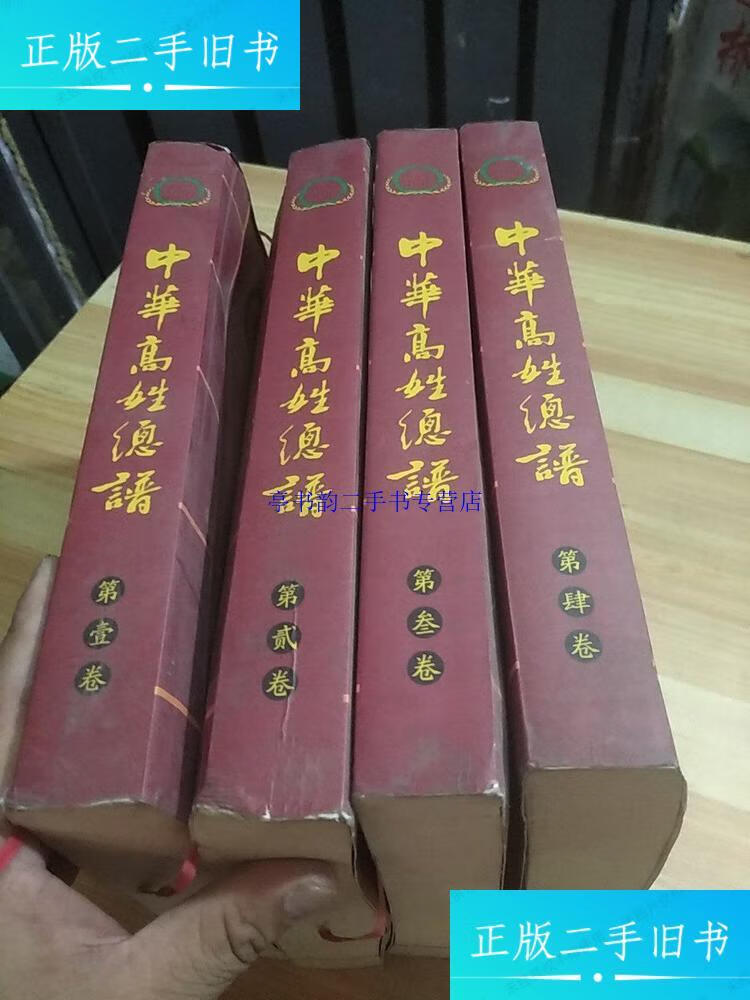 正版二手旧书
中華高姓總譜
第壹卷
中華高姓總譜
第贰卷
中華高姓總譜
第叁卷
中華高姓總譜
第肆卷
亭书韵二手书专营店
正版二手旧书